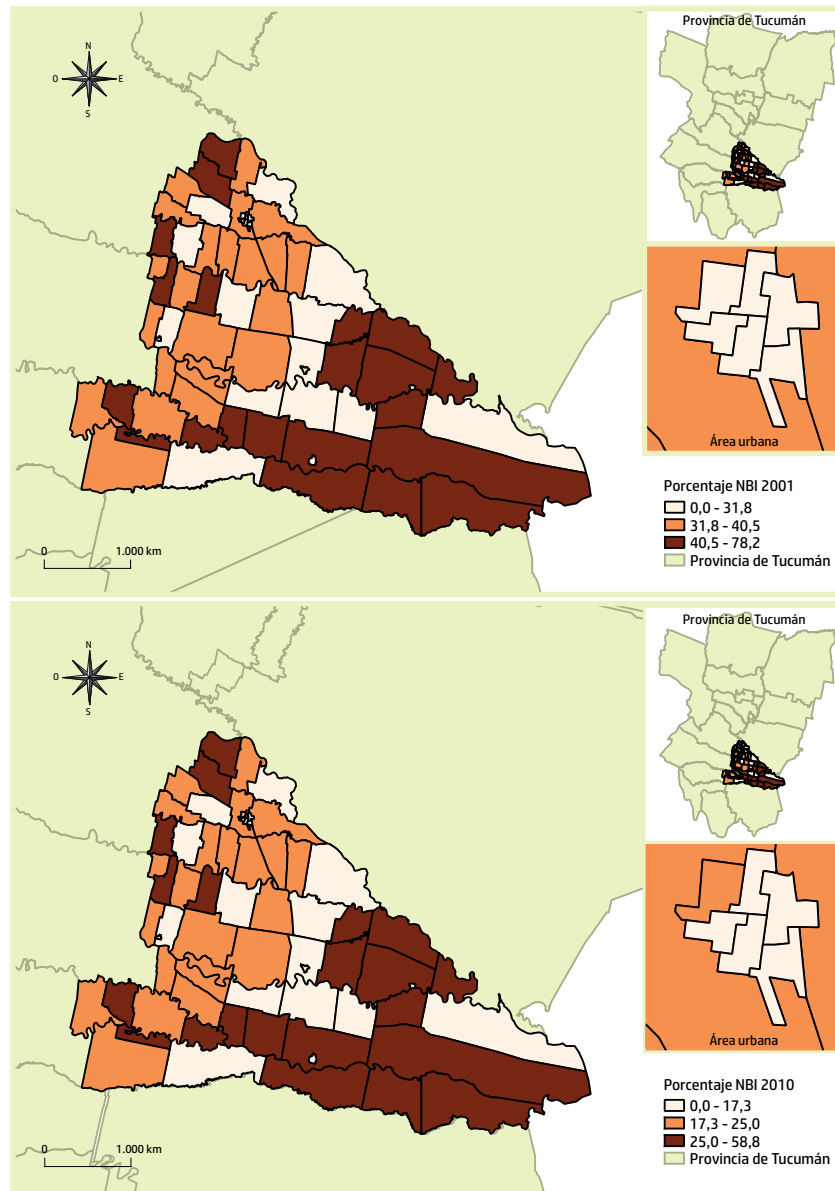 Provincia de Tucumán
N
O
E
S
Área urbana
Porcentaje NBI 2001
0,0 - 31,8
31,8 - 40,5
40,5 - 78,2
Provincia de Tucumán
0
1.000 km
Provincia de Tucumán
N
O
E
S
Área urbana
Porcentaje NBI 2010
0,0 - 17,3
17,3 - 25,0
25,0 - 58,8
Provincia de Tucumán
0
1.000 km